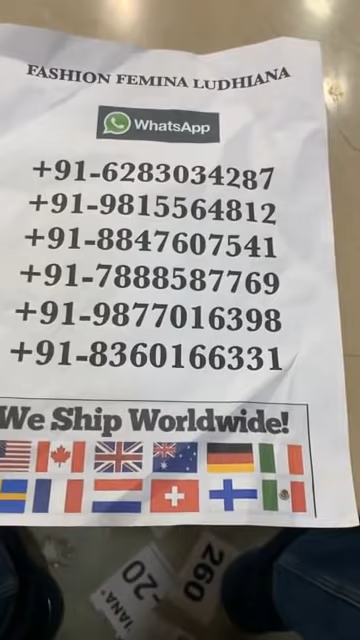 FASHION FEMINA LUDHIANA
WhatsApp
+91-6283034287
+91-9815564812
+91-8847607541
+91-7888587769
+91-9877016398
+91-8360166331
We Ship Worldwide!
-20
260